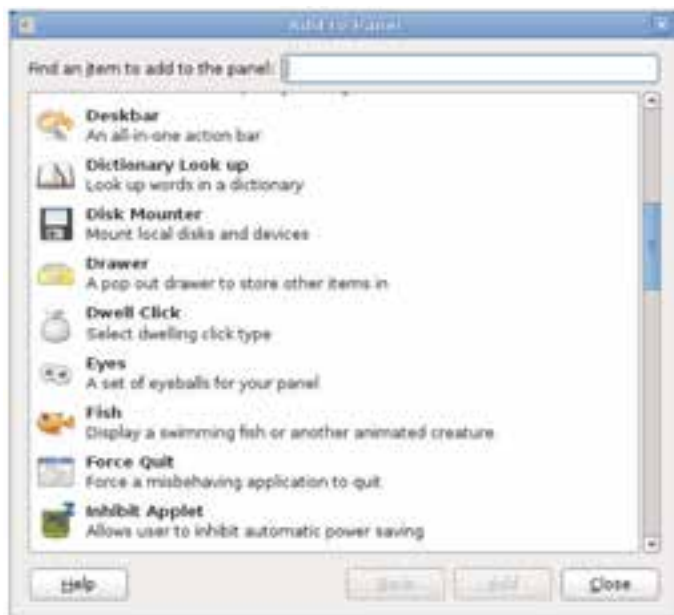 Add to Panel
Find an item to add to the panel:
Deskbar
An all-in-one action bar
Dictionary Look up
Look up words in a dictionary
Disk Mounter
Mount local disks and devices
Drawer
A pop out drawer to store other items in
Dwell Click
Select dwelling click type
Eyes
A set of eyeballs for your panel
Fish
Display a swimming fish or another animated creature
Force Quit
Force a misbehaving application to quit
Inhibit Applet
Allows user to inhibit automatic power saving
Help Back Add Close